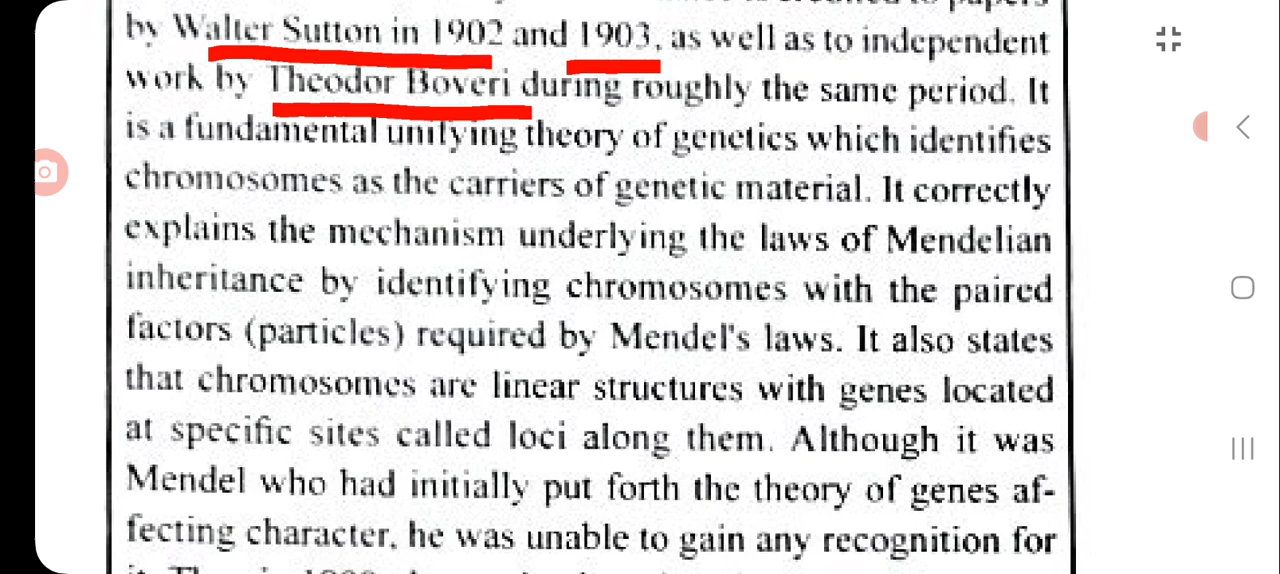 papers
by Walter Sutton in 1902 and 1903, as well as to independent
work by Theodor Boveri during roughly the same period. It
is a fundamental unifying theory of genetics which identifies
chromosomes as the carriers of genetic material. It correctly
explains the mechanism underlying the laws of Mendelian
inheritance by identifying chromosomes with the paired
factors (particles) required by Mendel's laws. It also states
that chromosomes are linear structures with genes located
at specific sites called loci along them. Although it was
Mendel who had initially put forth the theory of genes af-
fecting character, he was unable to gain any recognition for